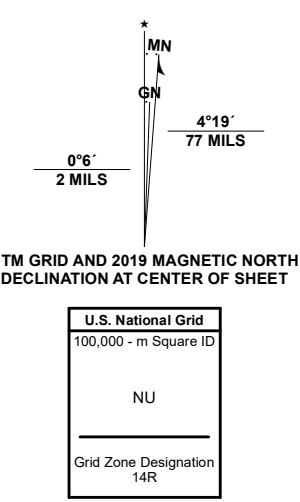 MN
GN
4°19´
77 MILS
0°6´
2 MILS
TM GRID AND 2019 MAGNETIC NORTH
DECLINATION AT CENTER OF SHEET
U.S. National Grid
100,000 - m Square ID
NU
Grid Zone Designation
14R